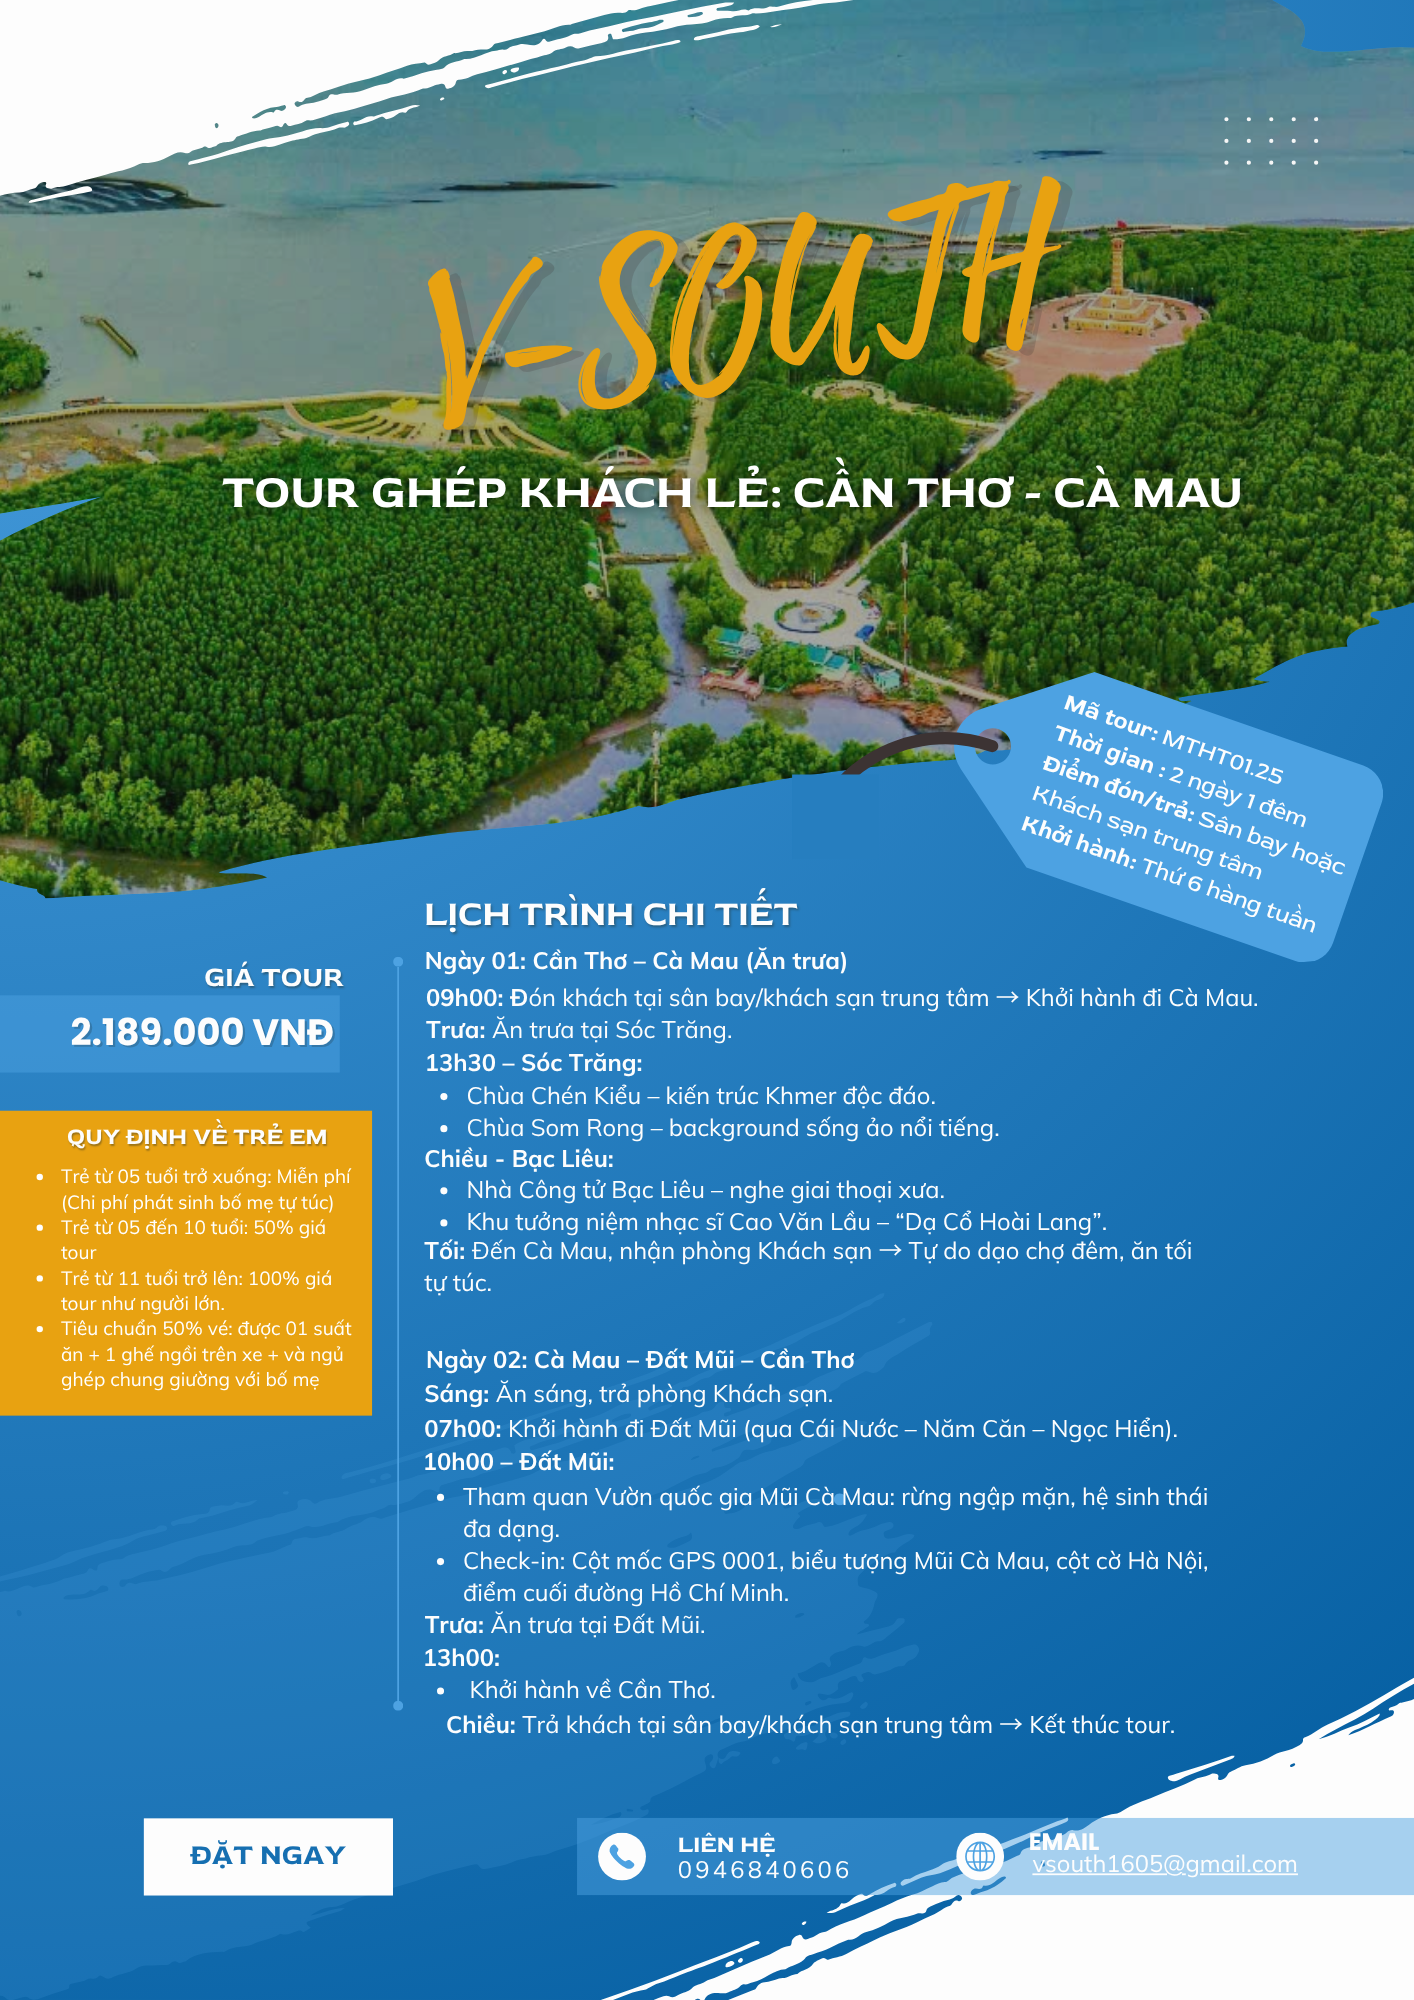 V-SOUTH
TOUR GHÉP KHÁCH LẺ: CẦN THƠ - CÀ MAU
Mã tour: MTHT01.25
Thời gian : 2 ngày 1 đêm
Điểm đón/trả: Sân bay hoặc
Khách sạn trung tâm
Khởi hành: Thứ 6 hàng tuần
GIÁ TOUR
2.189.000 VNĐ
QUY ĐỊNH VỀ TRẺ EM
• Trẻ từ 05 tuổi trở xuống: Miễn phí
(Chi phí phát sinh bố mẹ tự túc)
• Trẻ từ 05 đến 10 tuổi: 50% giá
tour
• Trẻ từ 11 tuổi trở lên: 100% giá
tour như người lớn.
• Tiêu chuẩn 50% vé: được 01 suất
ăn + 1 ghế ngồi trên xe + và ngủ
ghép chung giường với bố mẹ
LỊCH TRÌNH CHI TIẾT
Ngày 01: Cần Thơ – Cà Mau (Ăn trưa)
09h00: Đón khách tại sân bay/khách sạn trung tâm → Khởi hành đi Cà Mau.
Trưa: Ăn trưa tại Sóc Trăng.
13h30 – Sóc Trăng:
• Chùa Chén Kiểu – kiến trúc Khmer độc đáo.
• Chùa Som Rong – background sống ảo nổi tiếng.
Chiều - Bạc Liêu:
• Nhà Công tử Bạc Liêu – nghe giai thoại xưa.
• Khu tưởng niệm nhạc sĩ Cao Văn Lầu – “Dạ Cổ Hoài Lang”.
Tối: Đến Cà Mau, nhận phòng Khách sạn → Tự do dạo chợ đêm, ăn tối
tự túc.
Ngày 02: Cà Mau – Đất Mũi – Cần Thơ
Sáng: Ăn sáng, trả phòng Khách sạn.
07h00: Khởi hành đi Đất Mũi (qua Cái Nước – Năm Căn – Ngọc Hiển).
10h00 – Đất Mũi:
• Tham quan Vườn quốc gia Mũi Cà Mau: rừng ngập mặn, hệ sinh thái
đa dạng.
• Check-in: Cột mốc GPS 0001, biểu tượng Mũi Cà Mau, cột cờ Hà Nội,
điểm cuối đường Hồ Chí Minh.
Trưa: Ăn trưa tại Đất Mũi.
13h00:
• Khởi hành về Cần Thơ.
Chiều: Trả khách tại sân bay/khách sạn trung tâm → Kết thúc tour.
ĐẶT NGAY
LIÊN HỆ
0946840606
EMAIL
vsouth1605@gmail.com